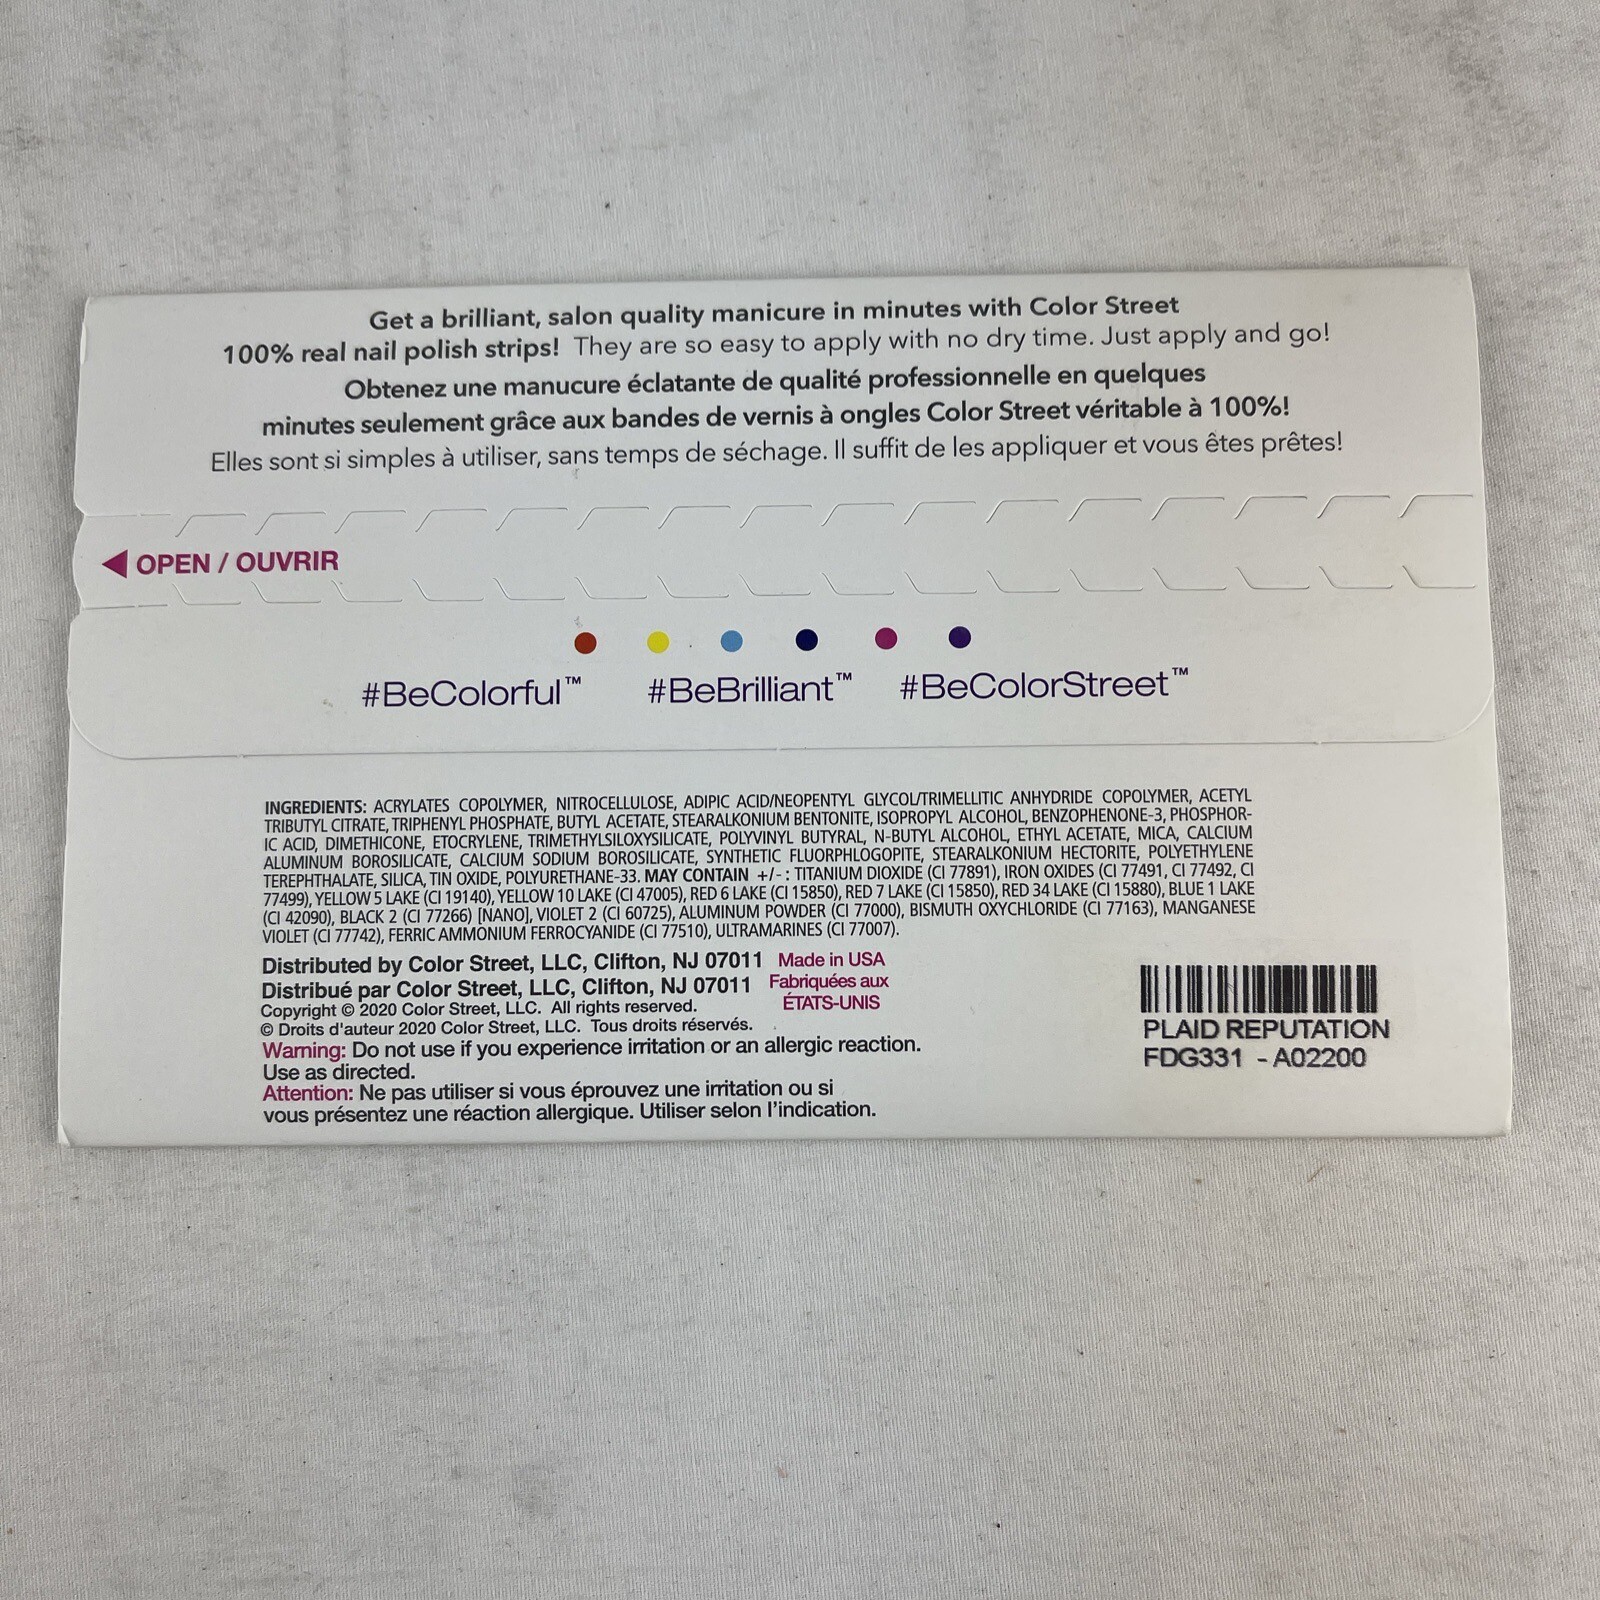 Get a brilliant, salon quality manicure in minutes with Color Street
100% real nail polish strips! They are so easy to apply with no dry time. Just apply and go!
Obtenez une manucure éclatante de qualité professionnelle en quelques
minutes seulement grâce aux bandes de vernis à ongles Color Street véritable à 100%!
Elles sont si simples à utiliser, sans temps de séchage. Il suffit de les appliquer et vous êtes prêtes!
OPEN / OUVRIR
#BeColorful™ #BeBrilliant™ #BeColorStreet™
INGREDIENTS: ACRYLATES COPOLYMER, NITROCELLULOSE, ADIPIC ACID/NEOPENTYL GLYCOL/TRIMELLITIC ANHYDRIDE COPOLYMER, ACETYL
TRIBUTYL CITRATE, TRIPHENYL PHOSPHATE, BUTYL ACETATE, STEARALKONIUM BENTONITE, ISOPROPYL ALCOHOL, BENZOPHENONE-3, PHOSPHOR-
IC ACID, DIMETHICONE, ETOCRYLENE, TRIMETHYLSILOXYSILICATE, POLYVINYL BUTYRAL, N-BUTYL ALCOHOL, ETHYL ACETATE, MICA, CALCIUM
ALUMINUM BOROSILICATE, CALCIUM SODIUM BOROSILICATE, SYNTHETIC FLUORPHLOGOPITE, STEARALKONIUM HECTORITE, POLYETHYLENE
TEREPHTHALATE, SILICA, TIN OXIDE, POLYURETHANE-33. MAY CONTAIN +/- : TITANIUM DIOXIDE (CI 77891), IRON OXIDES (CI 77491, CI 77492, CI
77499), YELLOW 5 LAKE (CI 19140), YELLOW 10 LAKE (CI 47005), RED 6 LAKE (CI 15850), RED 7 LAKE (CI 15850), RED 34 LAKE (CI 15880), BLUE 1 LAKE
(CI 42090), BLACK 2 (CI 77266) [NANO], VIOLET 2 (CI 60725), ALUMINUM POWDER (CI 77000), BISMUTH OXYCHLORIDE (CI 77163), MANGANESE
VIOLET (CI 77742), FERRIC AMMONIUM FERROCYANIDE (CI 77510), ULTRAMARINES (CI 77007).
Distributed by Color Street, LLC, Clifton, NJ 07011
Distribué par Color Street, LLC, Clifton, NJ 07011
Made in USA
Fabriquées aux
ÉTATS-UNIS
Copyright © 2020 Color Street, LLC. All rights reserved.
© Droits d'auteur 2020 Color Street, LLC. Tous droits réservés.
Warning: Do not use if you experience irritation or an allergic reaction.
Use as directed.
Attention: Ne pas utiliser si vous éprouvez une irritation ou si
vous présentez une réaction allergique. Utiliser selon l'indication.
PLAID REPUTATION
FDG331 - A02200